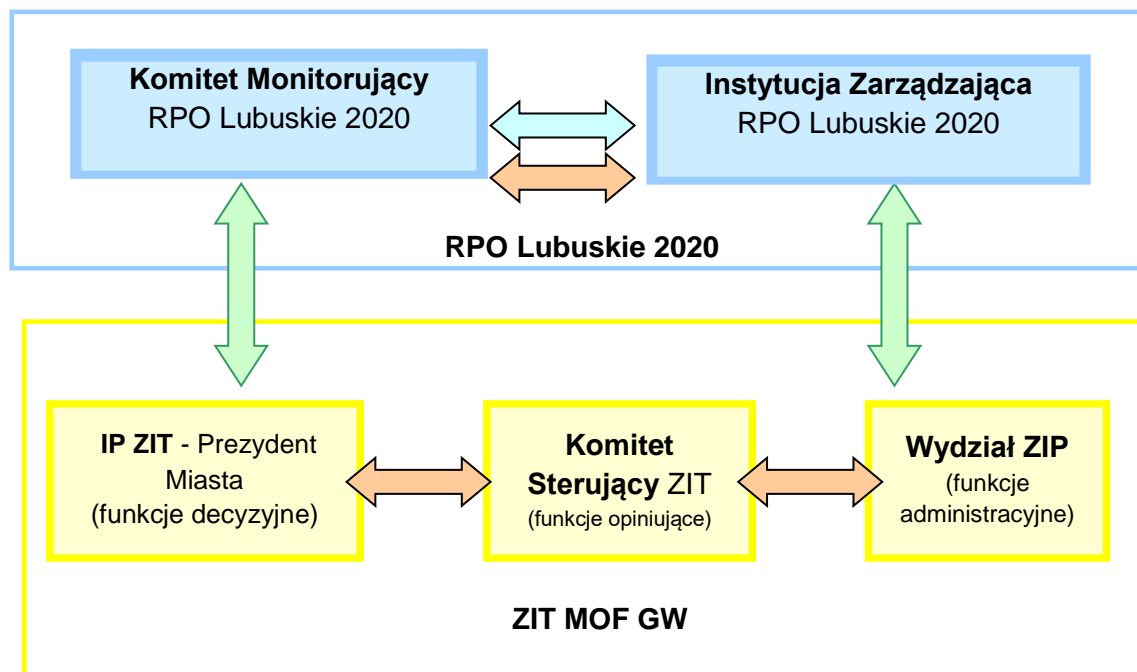 Komitet Monitorujący
RPO Lubuskie 2020
Instytucja Zarządzająca
RPO Lubuskie 2020
RPO Lubuskie 2020
IP ZIT - Prezydent
Miasta
(funkcje decyzyjne)
Komitet
Sterujący ZIT
(funkcje opiniujące)
Wydział ZIP
(funkcje
administracyjne)
ZIT MOF GW